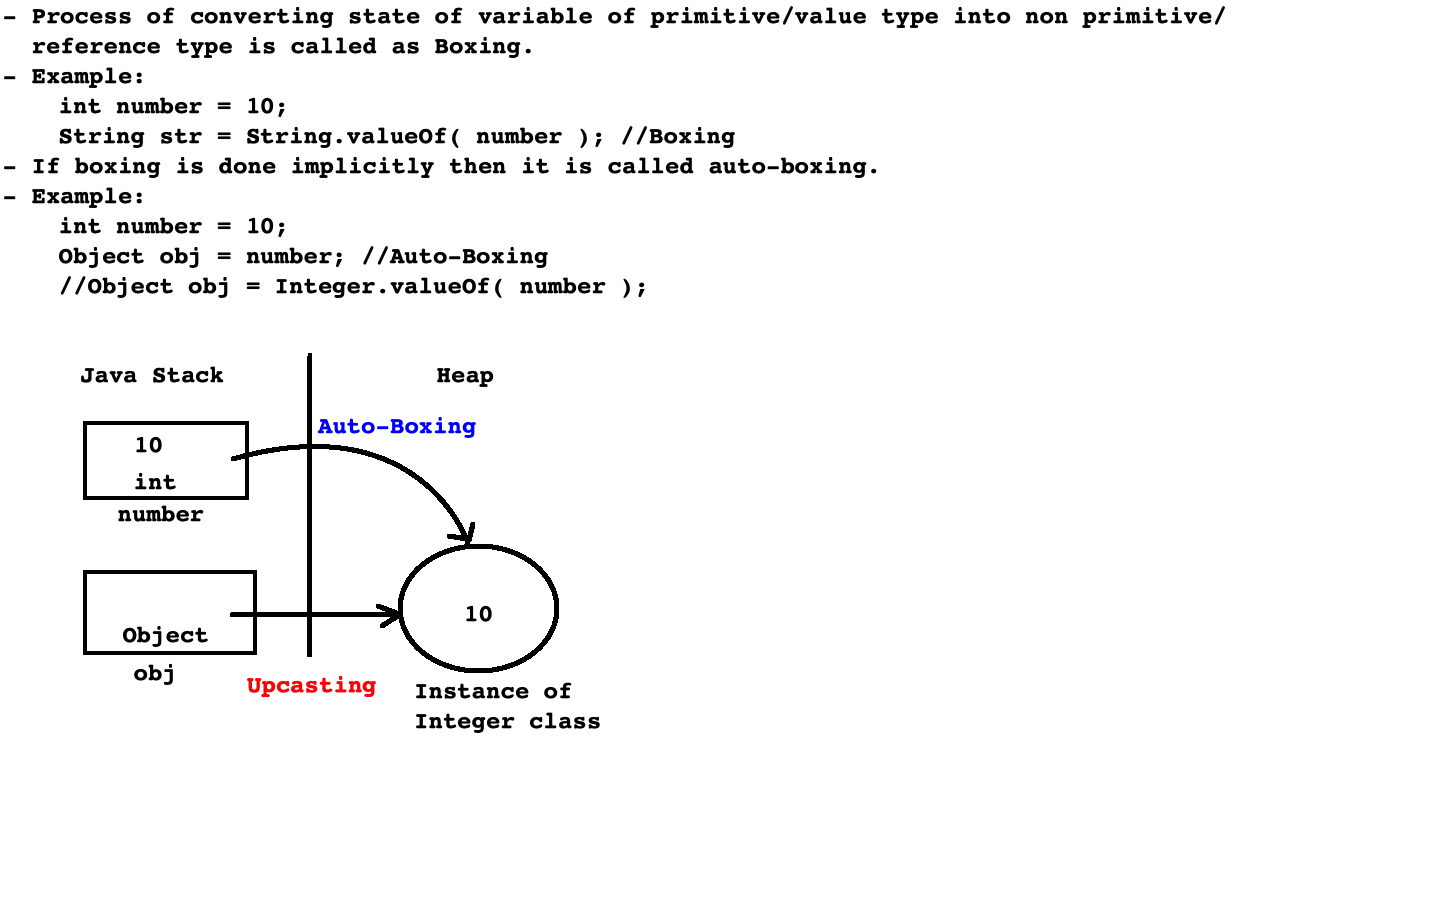 - Process of converting state of variable of primitive/value type into non primitive/
reference type is called as Boxing.
- Example:
int number = 10;
String str = String.valueOf( number ); //Boxing
- If boxing is done implicitly then it is called auto-boxing.
- Example:
int number = 10;
Object obj = number; //Auto-Boxing
//Object obj = Integer.valueOf( number );
Java Stack
Heap
Auto-Boxing
10
int
number
Object
obj
10
Upcasting
Instance of
Integer class